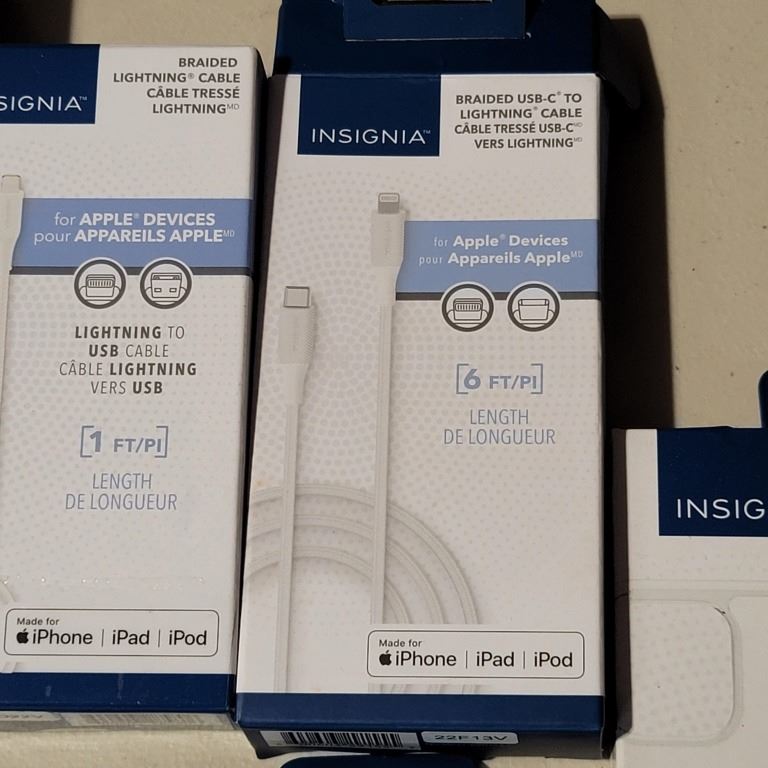 SIGNIA™
BRAIDED
LIGHTNING® CABLE
CÂBLE TRESSÉ
LIGHTNINGᴹᴰ
for APPLE® DEVICES
pour APPAREILS APPLEᴹᴰ
LIGHTNING TO
USB CABLE
CÂBLE LIGHTNING
VERS USB
[1 FT/PI]
LENGTH
DE LONGUEUR
Made for
iPhone | iPad | iPod
INSIGNIA™
BRAIDED USB-C® TO
LIGHTNING® CABLE
CÂBLE TRESSÉ USB-Cᴹᴰ
VERS LIGHTNINGᴹᴰ
for Apple® Devices
pour Appareils Appleᴹᴰ
[6 FT/PI]
LENGTH
DE LONGUEUR
Made for
iPhone | iPad | iPod
22F13V
INSIG